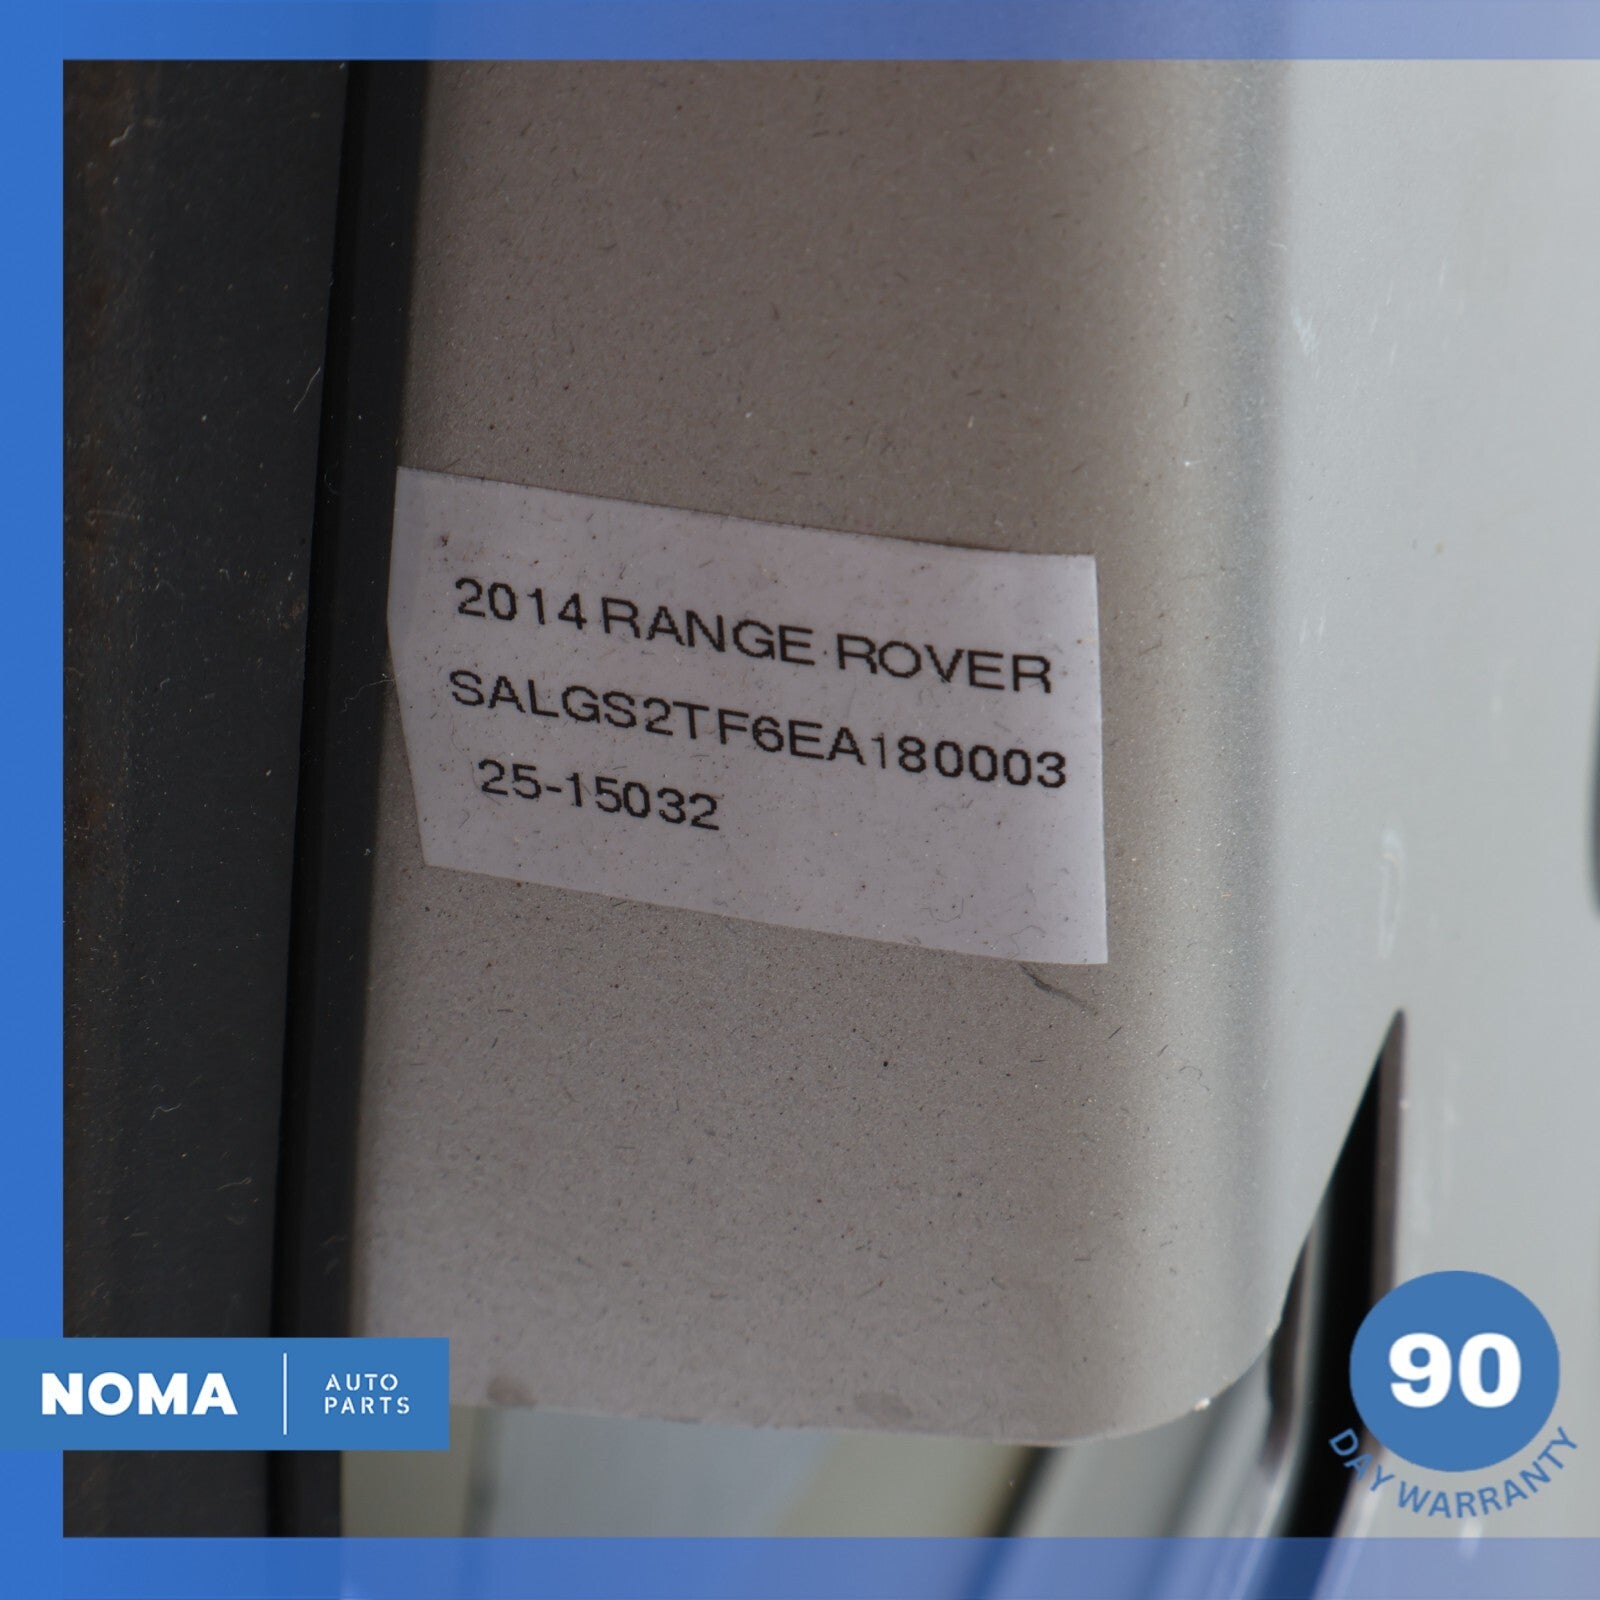 2014 RANGE ROVER
SALGS2TF6EA180003
25-15032
NOMA
AUTO
PARTS
90
DAY WARRANTY